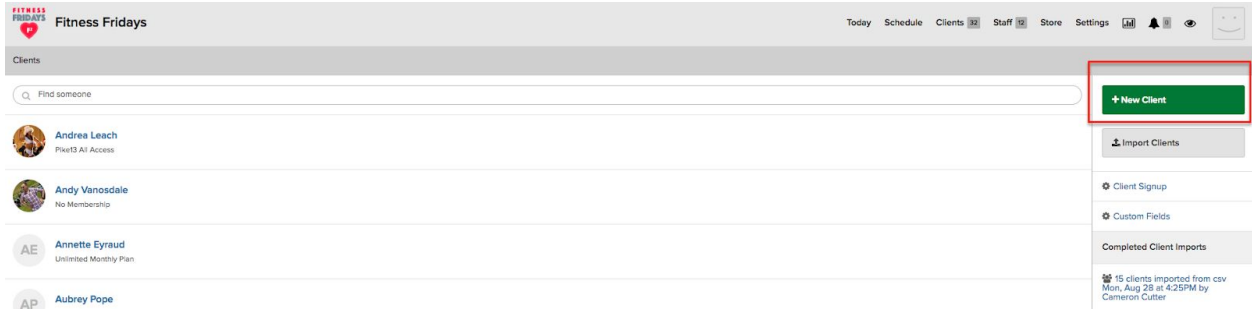 FITNESS
FRIDAYS
Fitness Fridays
Today Schedule Clients 32 Staff 12 Store Settings
Clients
Find someone
+ New Client
Andrea Leach
Pike13 All Access
Import Clients
Andy Vanosdale
No Membership
Client Signup
Custom Fields
AE
Annette Eyraud
Unlimited Monthly Plan
Completed Client Imports
15 clients imported from csv
Mon, Aug 28 at 4:25PM by
Cameron Cutter
AP
Aubrey Pope